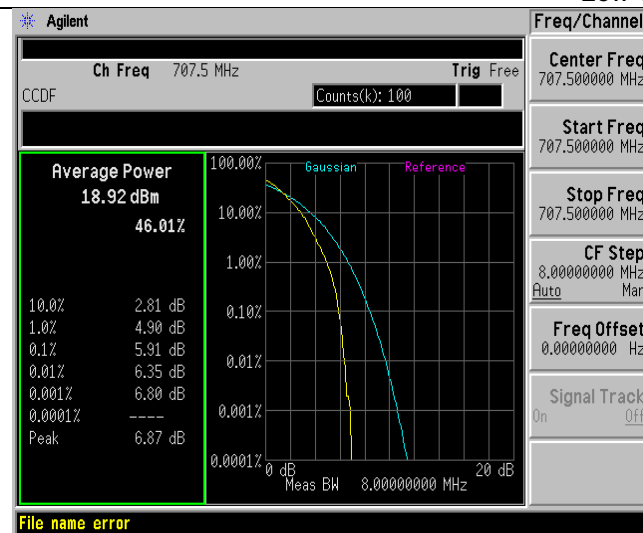 Agilent
Freq/Channel
Ch Freq 707.5 MHz Trig Free
CCDF Counts(k): 100
Average Power
18.92 dBm
46.01%
10.0% 2.81 dB
1.0% 4.90 dB
0.1% 5.91 dB
0.01% 6.35 dB
0.001% 6.80 dB
0.0001% ----
Peak 6.87 dB
Gaussian Reference
100.00%
10.00%
1.00%
0.10%
0.01%
0.001%
0.0001%
0 dB 20 dB
Meas BW 8.00000000 MHz
Center Freq
707.500000 MHz
Start Freq
707.500000 MHz
Stop Freq
707.500000 MHz
CF Step
8.00000000 MHz
Auto Man
Freq Offset
0.00000000 Hz
Signal Track
On Off
File name error